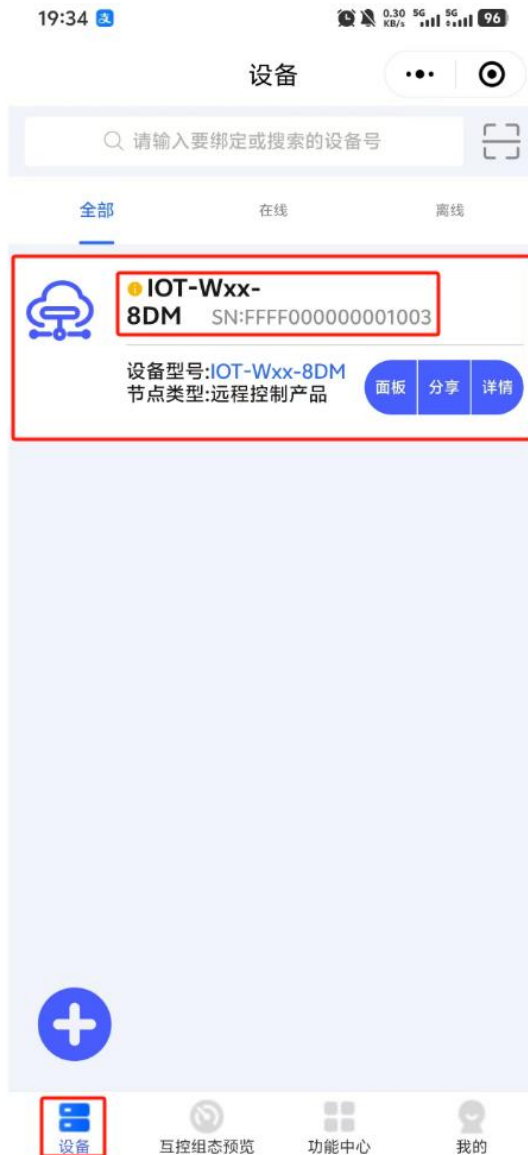 19:34 支 0.30 KB/s 5G 5G 96
设备
请输入要绑定或搜索的设备号
全部 在线 离线
IOT-Wxx-
8DM SN:FFFF000000001003
设备型号:IOT-Wxx-8DM
节点类型:远程控制产品
面板 分享 详情
设备 互控组态预览 功能中心 我的